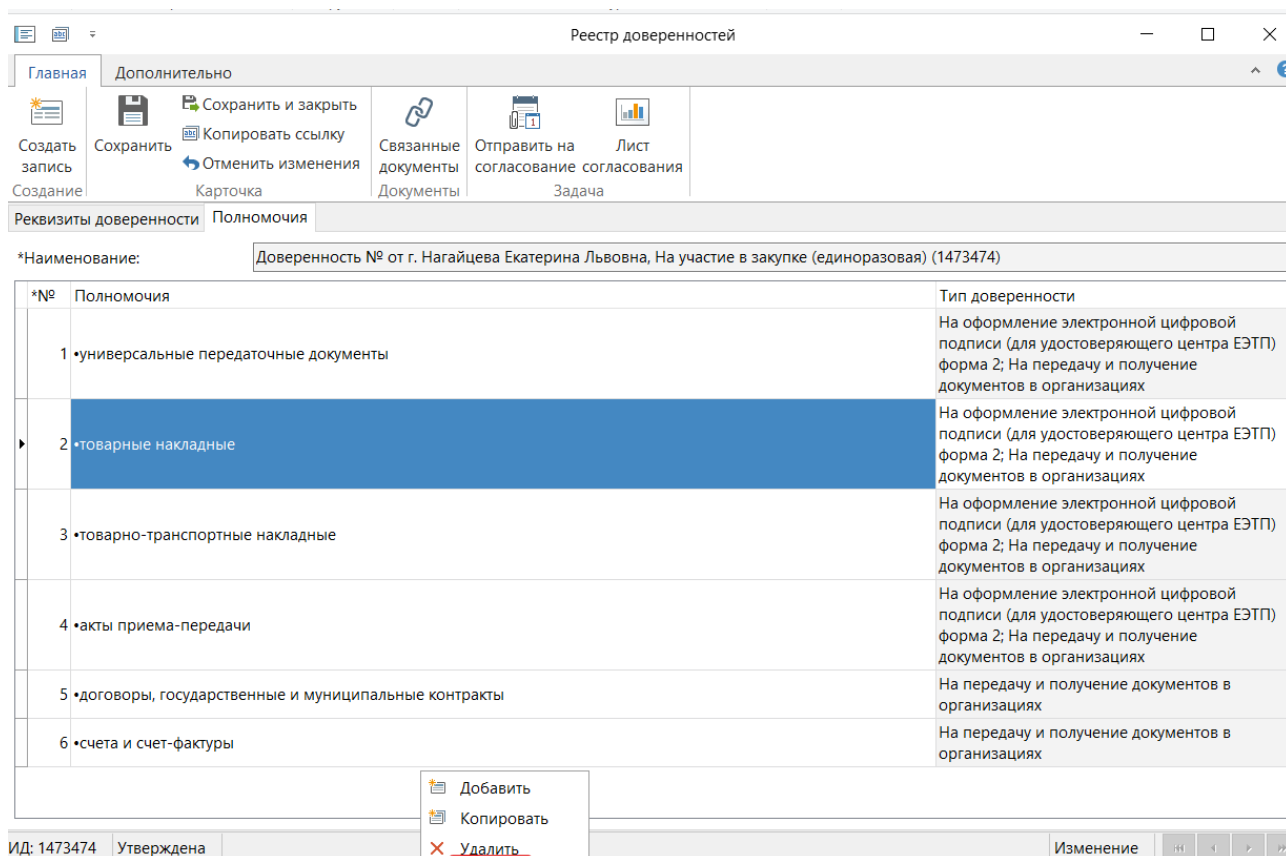 Реестр доверенностей
Главная Дополнительно
Создать запись
Сохранить
Сохранить и закрыть
Копировать ссылку
Отменить изменения
Связанные документы
Отправить на согласование
Лист согласования
Создание Карточка Документы Задача
Реквизиты доверенности Полномочия
*Наименование: Доверенность № от г. Нагайцева Екатерина Львовна, На участие в закупке (единоразовая) (1473474)
*№ Полномочия Тип доверенности
1 •универсальные передаточные документы
На оформление электронной цифровой
подписи (для удостоверяющего центра ЕЭТП)
форма 2; На передачу и получение
документов в организациях
2 •товарные накладные
На оформление электронной цифровой
подписи (для удостоверяющего центра ЕЭТП)
форма 2; На передачу и получение
документов в организациях
3 •товарно-транспортные накладные
На оформление электронной цифровой
подписи (для удостоверяющего центра ЕЭТП)
форма 2; На передачу и получение
документов в организациях
4 •акты приема-передачи
На оформление электронной цифровой
подписи (для удостоверяющего центра ЕЭТП)
форма 2; На передачу и получение
документов в организациях
5 •договоры, государственные и муниципальные контракты
На передачу и получение документов в
организациях
6 •счета и счет-фактуры
На передачу и получение документов в
организациях
Добавить
Копировать
Удалить
ИД: 1473474 Утверждена Изменение